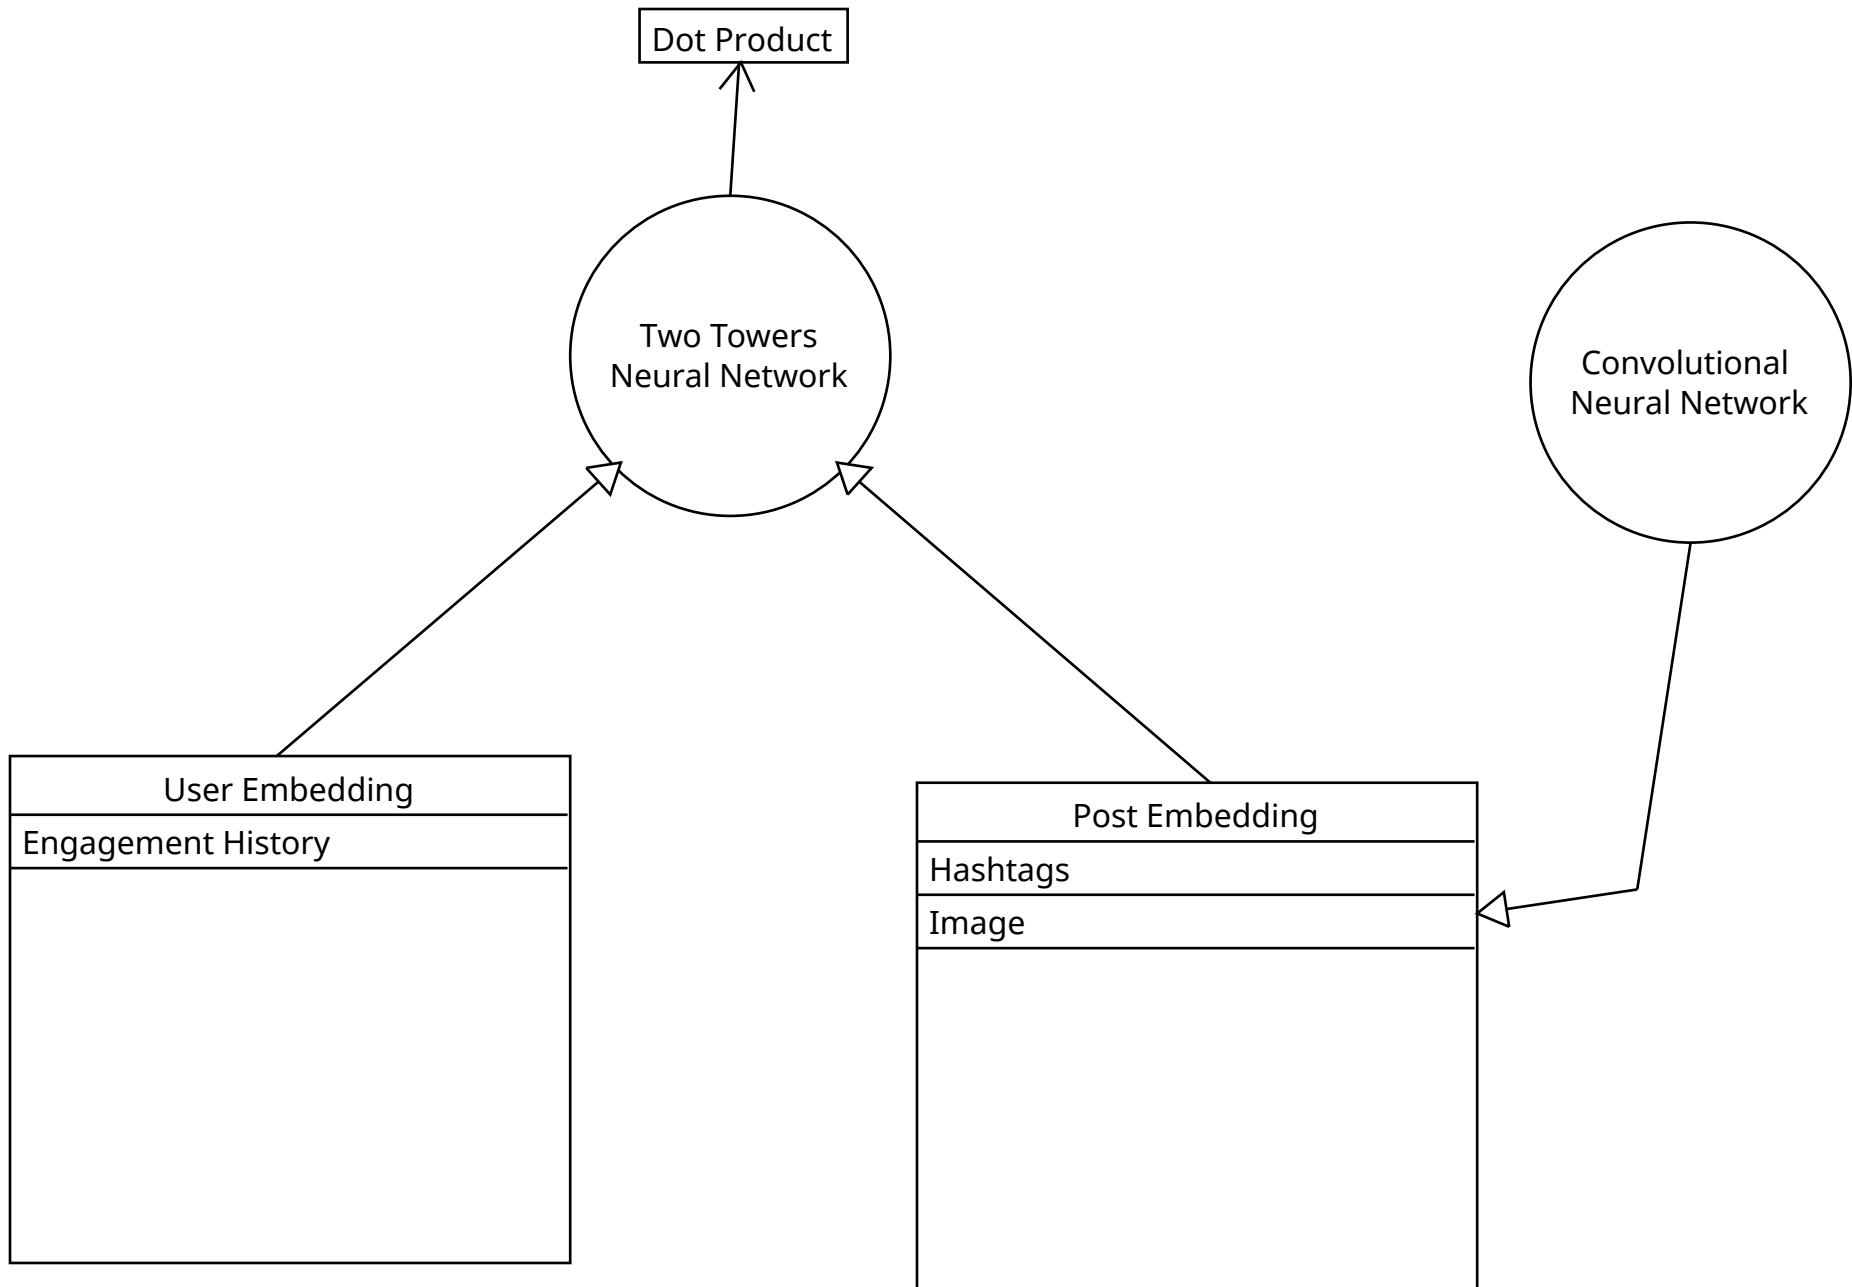 Dot Product
Two Towers
Neural Network
Convolutional
Neural Network
User Embedding
Engagement History
Post Embedding
Hashtags
Image